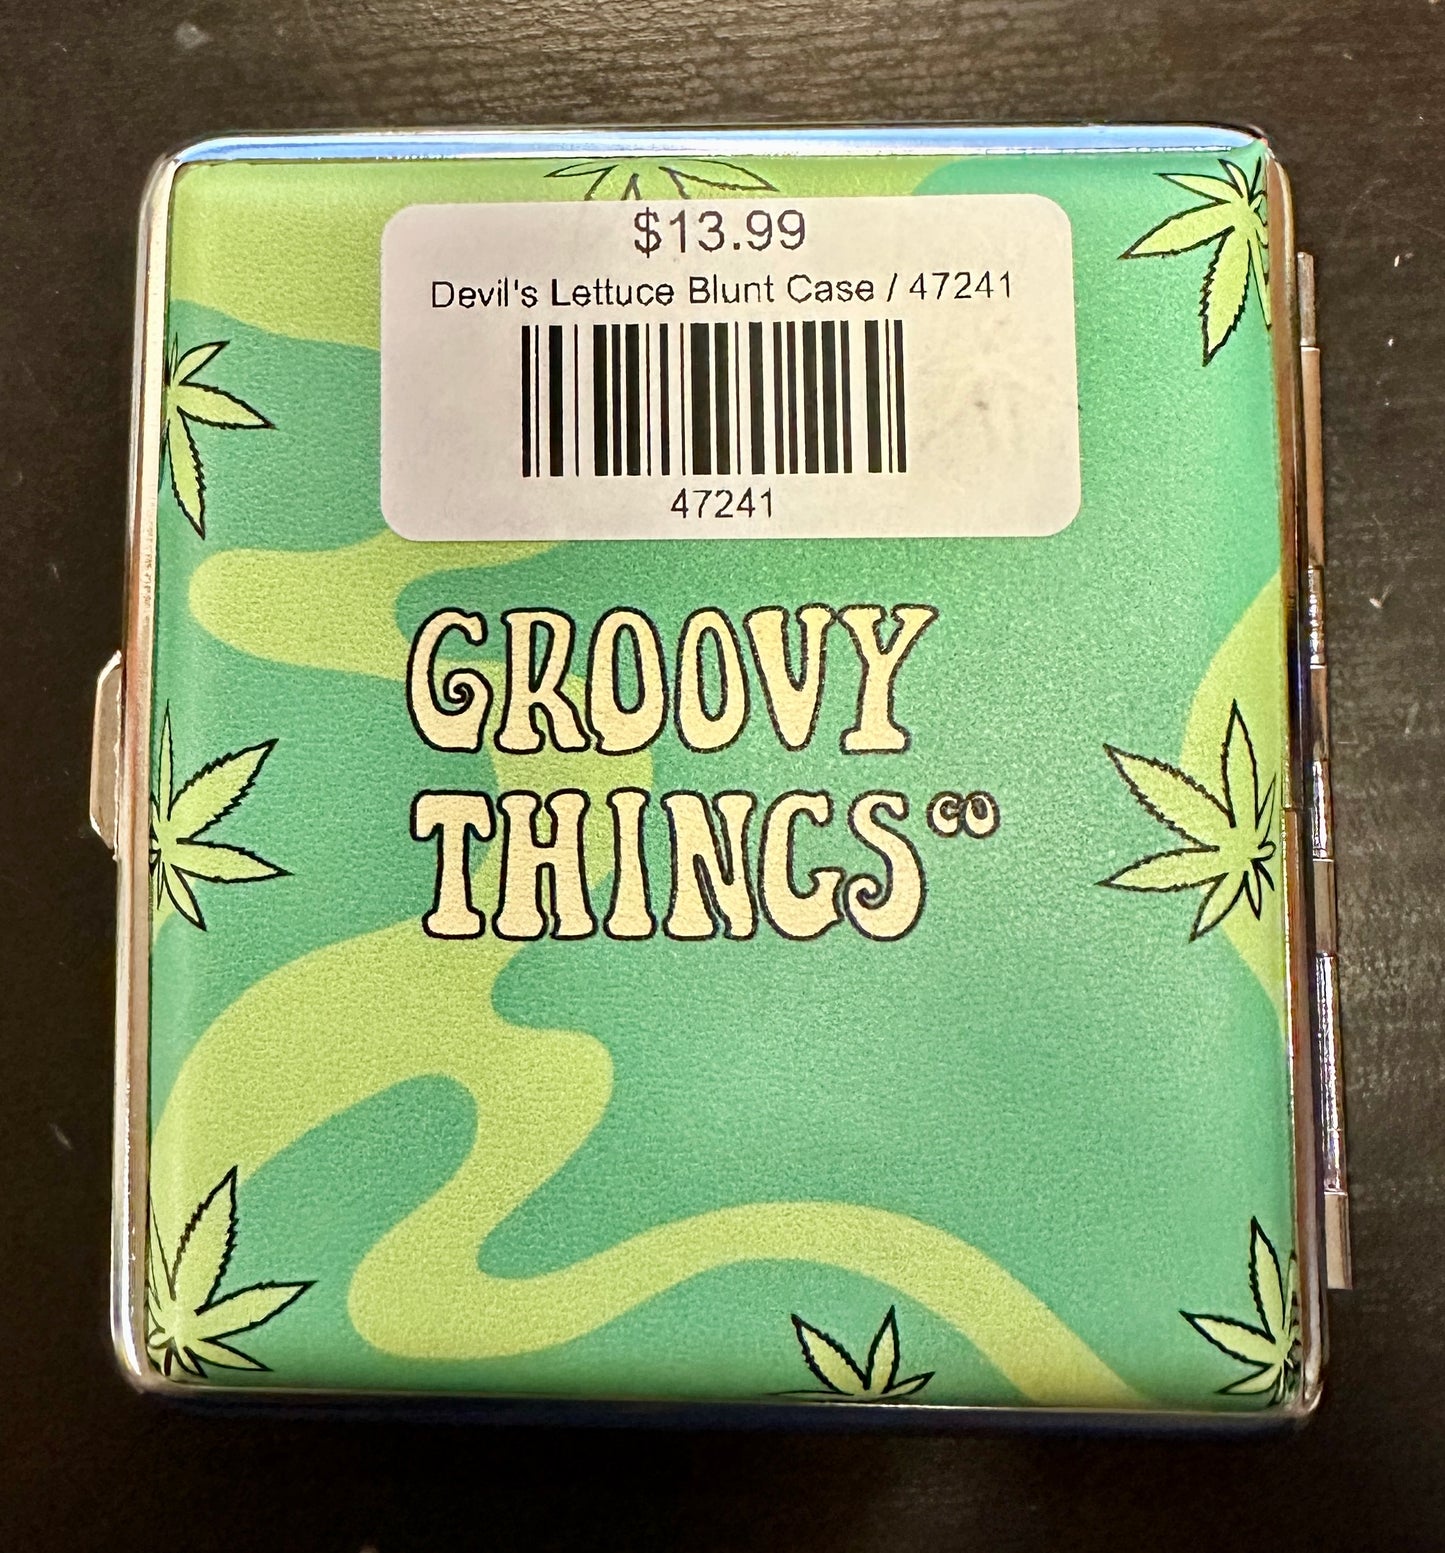 $13.99
Devil's Lettuce Blunt Case / 47241
47241
GROOVY
THINGS CO